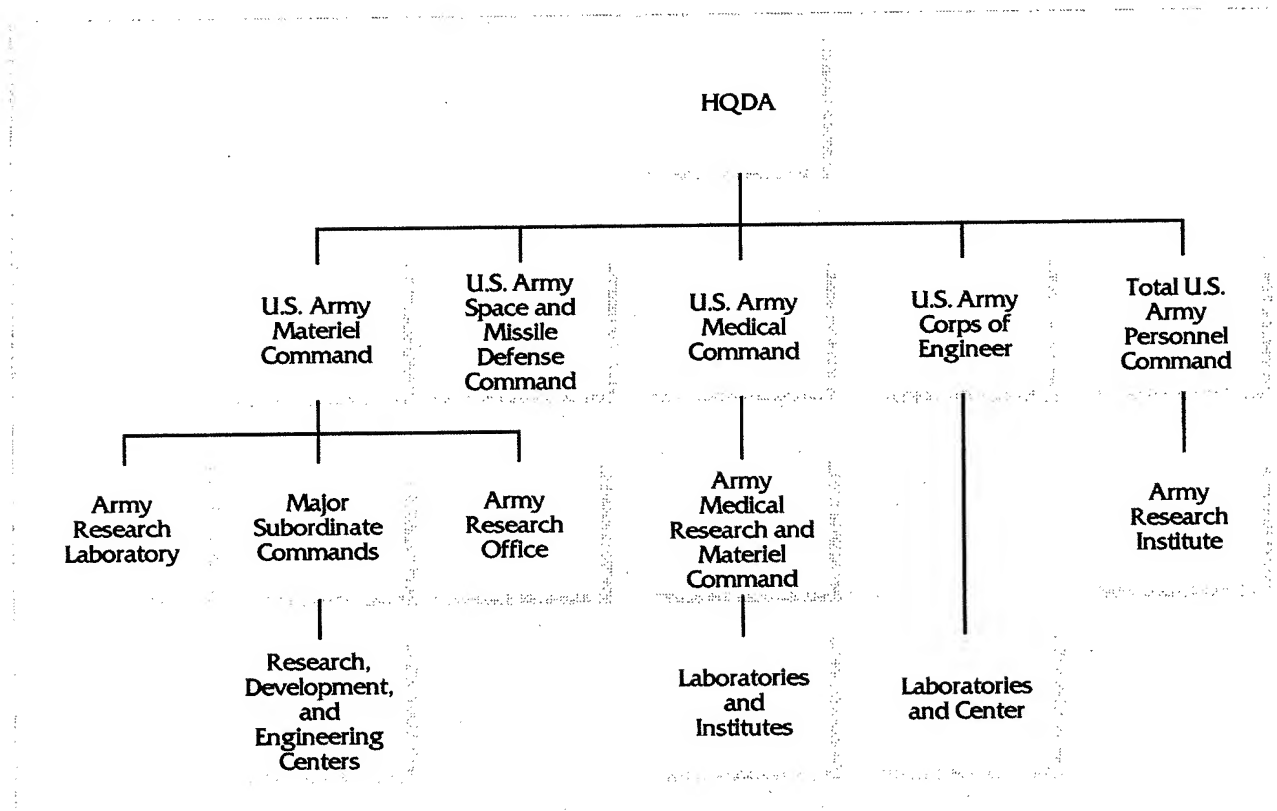 HQDA
U.S. Army
Materiel
Command
U.S. Army
Space and
Missile
Defense
Command
U.S. Army
Medical
Command
U.S. Army
Corps of
Engineer
Total U.S.
Army
Personnel
Command
Army
Research
Laboratory
Major
Subordinate
Commands
Army
Research
Office
Army
Medical
Research and
Materiel
Command
Army
Research
Institute
Research,
Development,
and
Engineering
Centers
Laboratories
and
Institutes
Laboratories
and Center